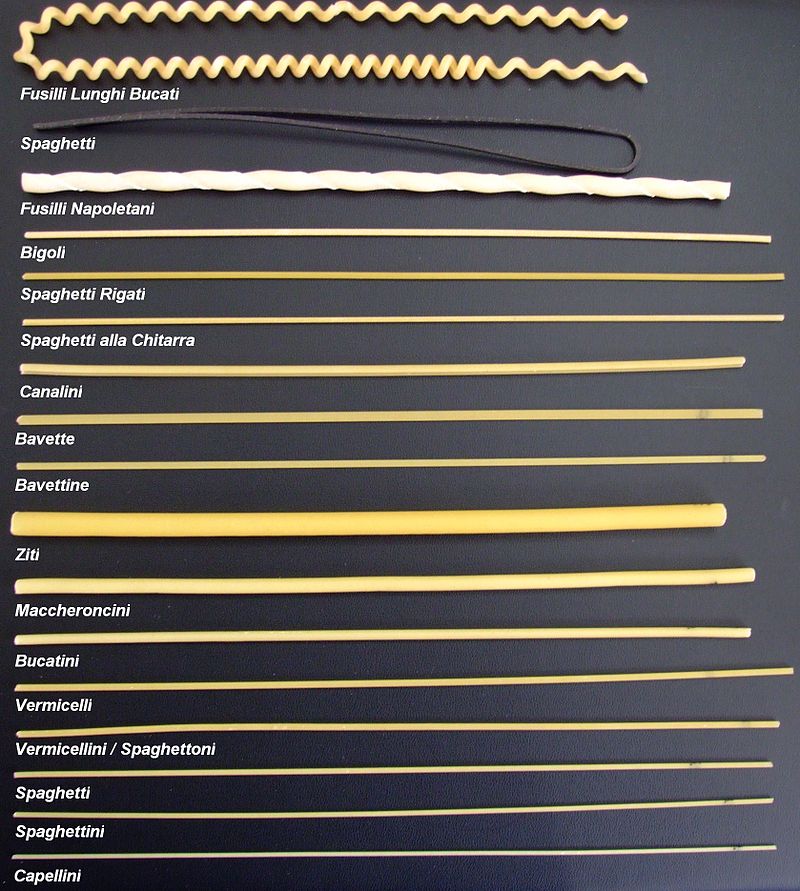 Fusilli Lunghi Bucati
Spaghetti
Fusilli Napoletani
Bigoli
Spaghetti Rigati
Spaghetti alla Chitarra
Canalini
Bavette
Bavettine
Ziti
Maccheroncini
Bucatini
Vermicelli
Vermicellini / Spaghettoni
Spaghetti
Spaghettini
Capellini